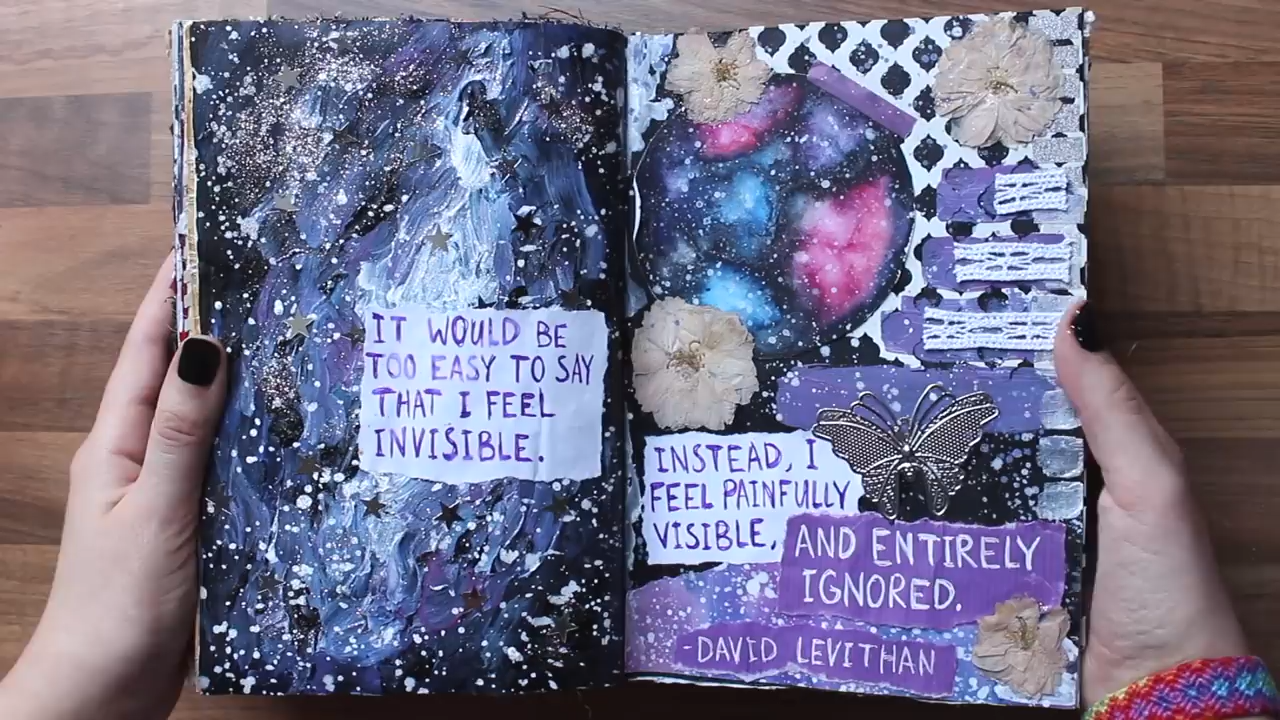 IT WOULD BE
TOO EASY TO SAY
THAT I FEEL
INVISIBLE.
INSTEAD, I
FEEL PAINFULLY
VISIBLE,
AND ENTIRELY
IGNORED.
-DAVID LEVITHAN